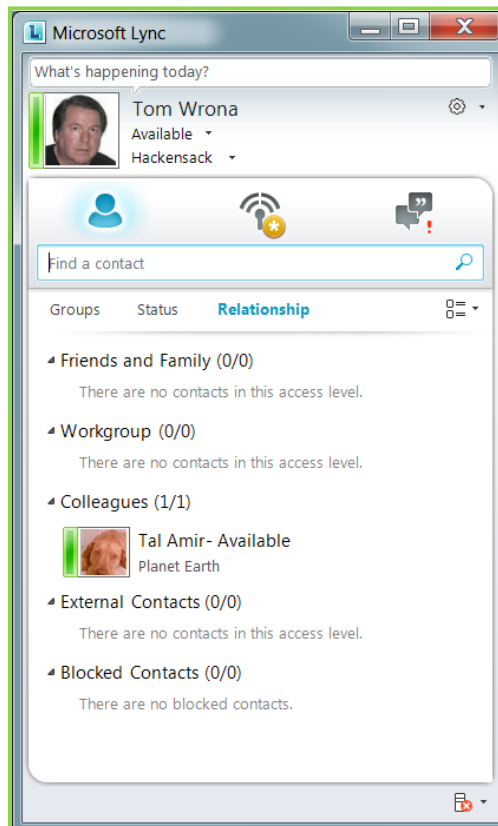 Microsoft Lync
What's happening today?
Tom Wrona
Available
Hackensack
Find a contact
Groups Status Relationship
Friends and Family (0/0)
There are no contacts in this access level.
Workgroup (0/0)
There are no contacts in this access level.
Colleagues (1/1)
Tal Amir- Available
Planet Earth
External Contacts (0/0)
There are no contacts in this access level.
Blocked Contacts (0/0)
There are no blocked contacts.